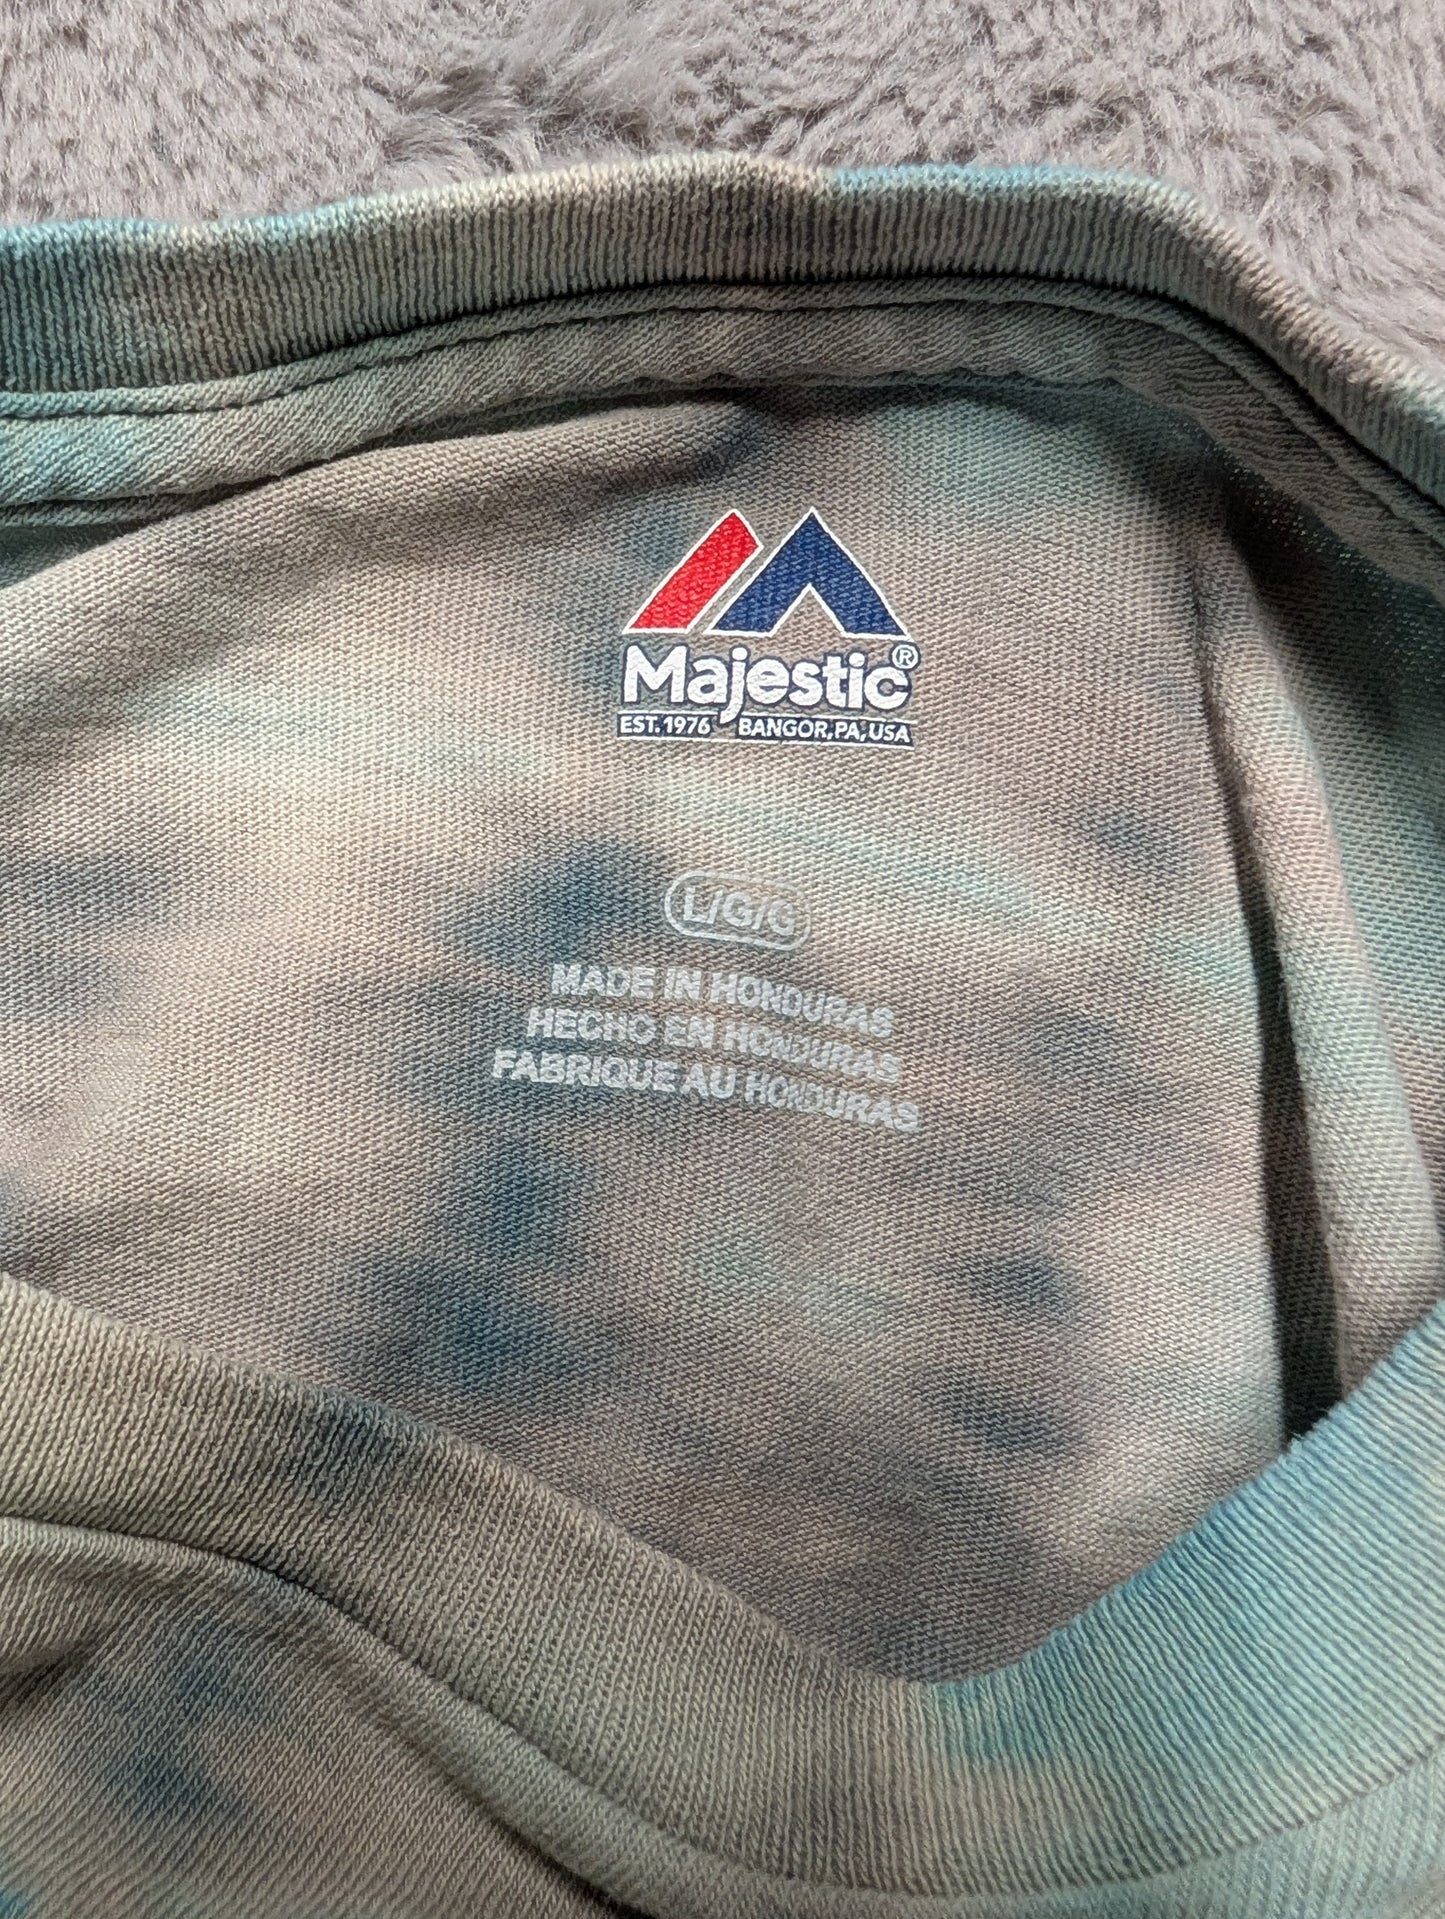 Majestic®
EST. 1976 BANGOR, PA, USA
L/G/G
MADE IN HONDURAS
HECHO EN HONDURAS
FABRIQUE AU HONDURAS